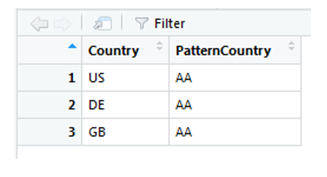 Filter
Country PatternCountry
1 US AA
2 DE AA
3 GB AA